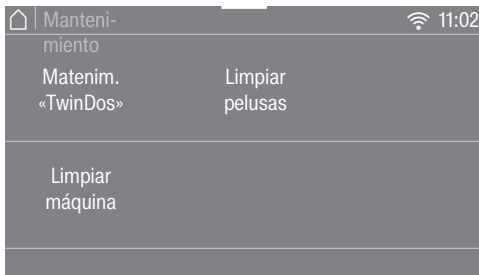 Manteni-
miento
11:02
Matenim.
«TwinDos»
Limpiar
pelusas
Limpiar
máquina